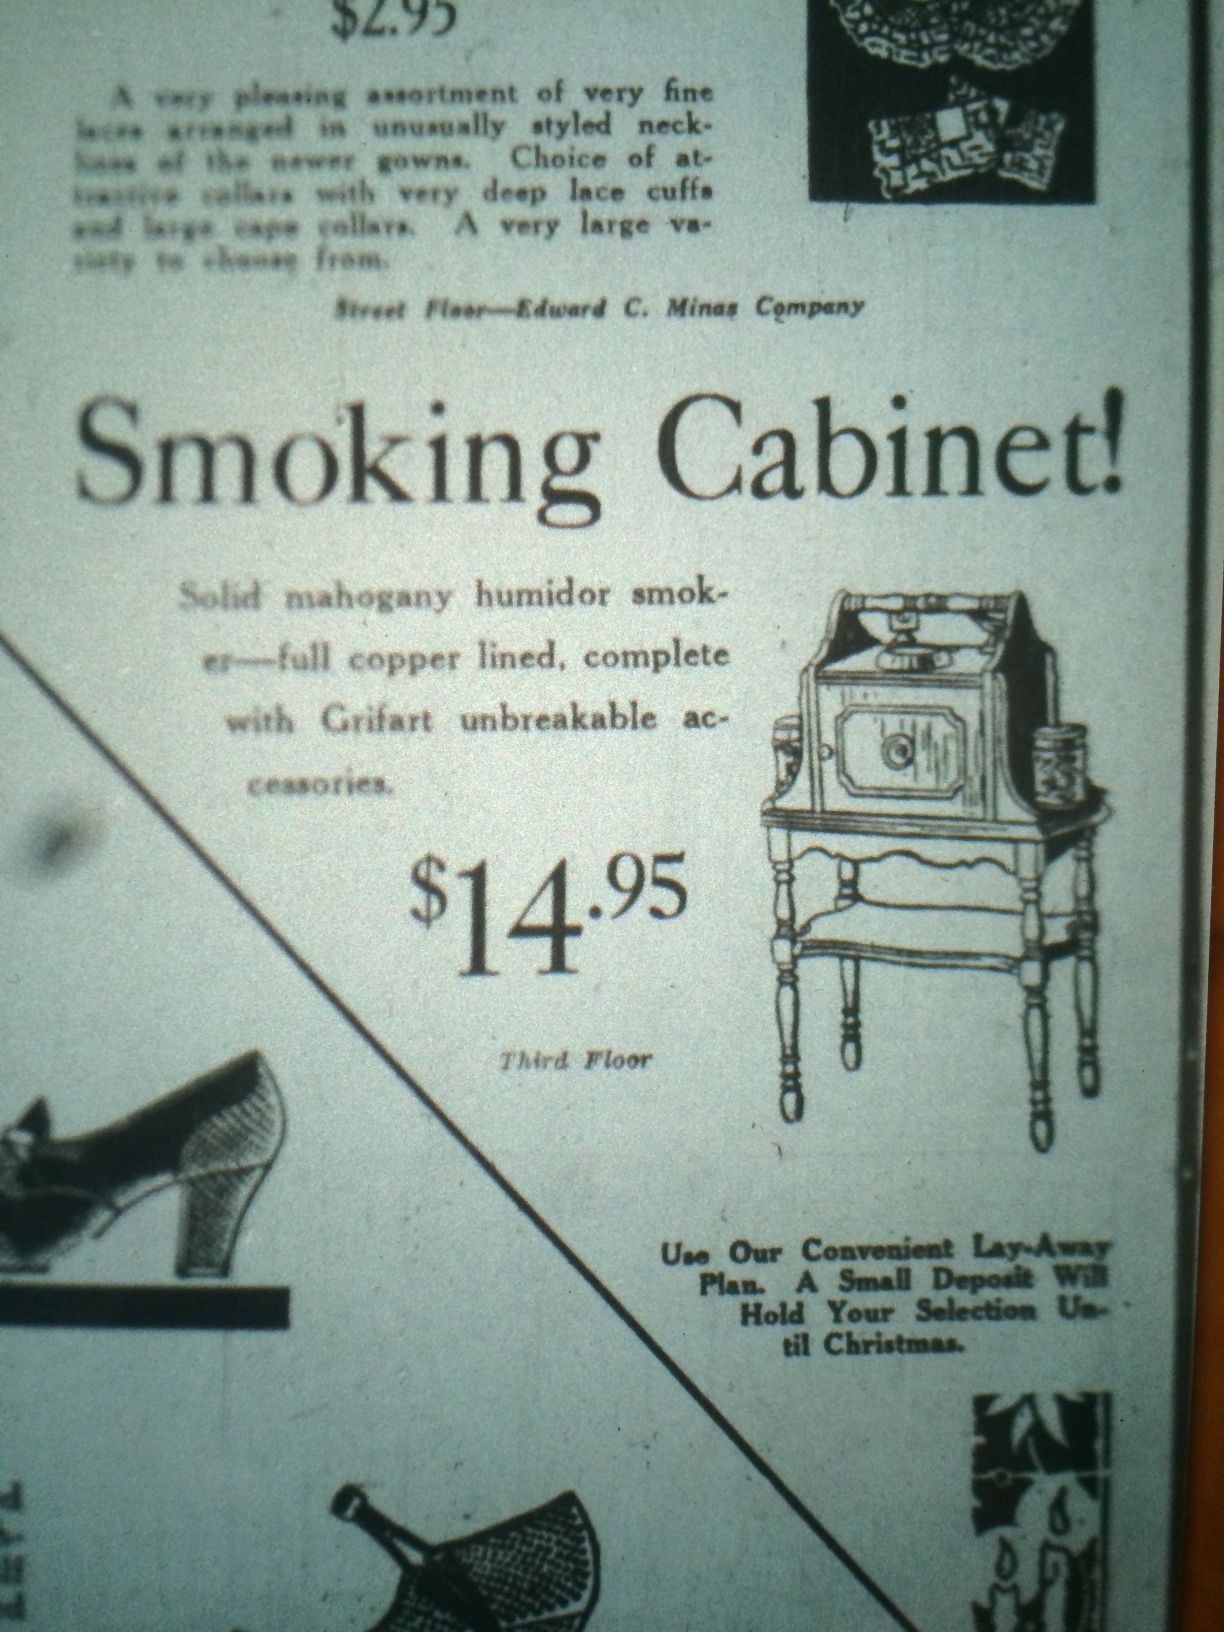 $2.95
A very pleasing assortment of very fine
laces arranged in unusually styled neck-
lines of the newer gowns. Choice of at-
tractive collars with very deep lace cuffs
and large cape collars. A very large va-
riety to choose from.
Street Floor—Edward C. Minas Company
Smoking Cabinet!
Solid mahogany humidor smok-
er—full copper lined, complete
with Grifart unbreakable ac-
cessories.
$14.95
Third Floor
Use Our Convenient Lay-Away
Plan. A Small Deposit Will
Hold Your Selection Un-
til Christmas.